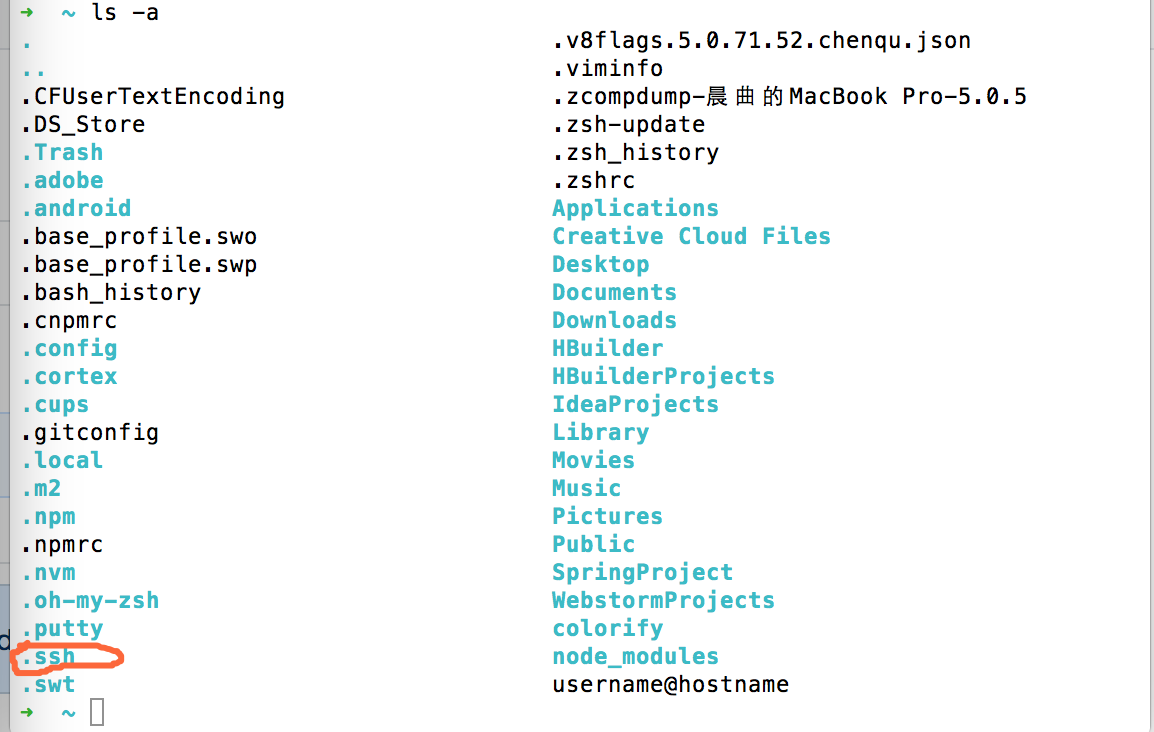 ➜ ~ ls -a
.
..
.CFUserTextEncoding
.DS_Store
.Trash
.adobe
.android
.base_profile.swo
.base_profile.swp
.bash_history
.cnpmrc
.config
.cortex
.cups
.gitconfig
.local
.m2
.npm
.npmrc
.nvm
.oh-my-zsh
.putty
.ssh
.swt
.v8flags.5.0.71.52.chenqu.json
.viminfo
.zcompdump-晨曲的MacBook Pro-5.0.5
.zsh-update
.zsh_history
.zshrc
Applications
Creative Cloud Files
Desktop
Documents
Downloads
HBuilder
HBuilderProjects
IdeaProjects
Library
Movies
Music
Pictures
Public
SpringProject
WebstormProjects
colorify
node_modules
username@hostname
➜ ~